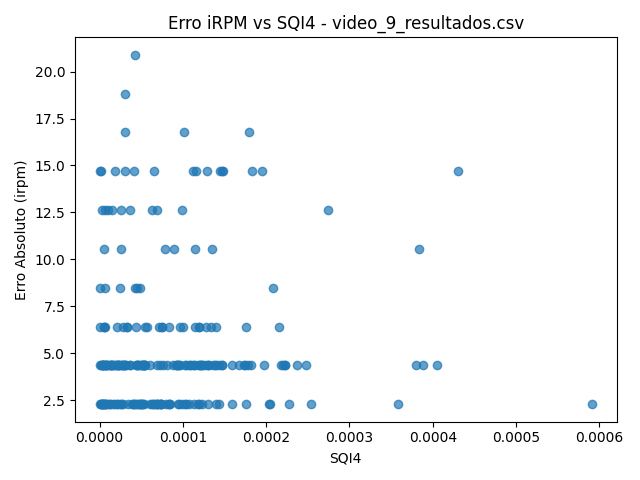 Erro iRPM vs SQI4 - video_9_resultados.csv
Erro Absoluto (irpm)
20.0
17.5
15.0
12.5
10.0
7.5
5.0
2.5
0.0000 0.0001 0.0002 0.0003 0.0004 0.0005 0.0006
SQI4